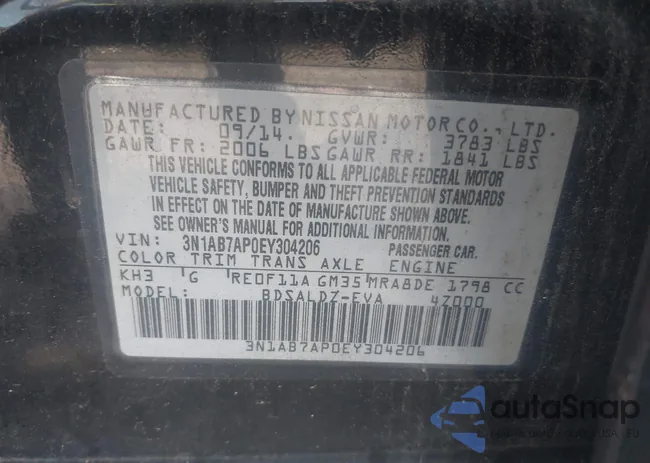 MANUFACTURED BY NISSAN MOTOR CO., LTD.
DATE: 09/14. GVWR: 3783 LBS
GAWR FR: 2006 LBS GAWR RR: 1841 LBS
THIS VEHICLE CONFORMS TO ALL APPLICABLE FEDERAL MOTOR
VEHICLE SAFETY, BUMPER AND THEFT PREVENTION STANDARDS
IN EFFECT ON THE DATE OF MANUFACTURE SHOWN ABOVE.
SEE OWNER'S MANUAL FOR ADDITIONAL INFORMATION.
VIN: 3N1AB7AP0EY304206 PASSENGER CAR.
COLOR TRIM TRANS AXLE ENGINE
KH3 G RE0F11A GM35 MRA8DE 1798 CC
MODEL: BDSALDZ-EVA 4Z000
3N1AB7AP0EY304206
autoSnap